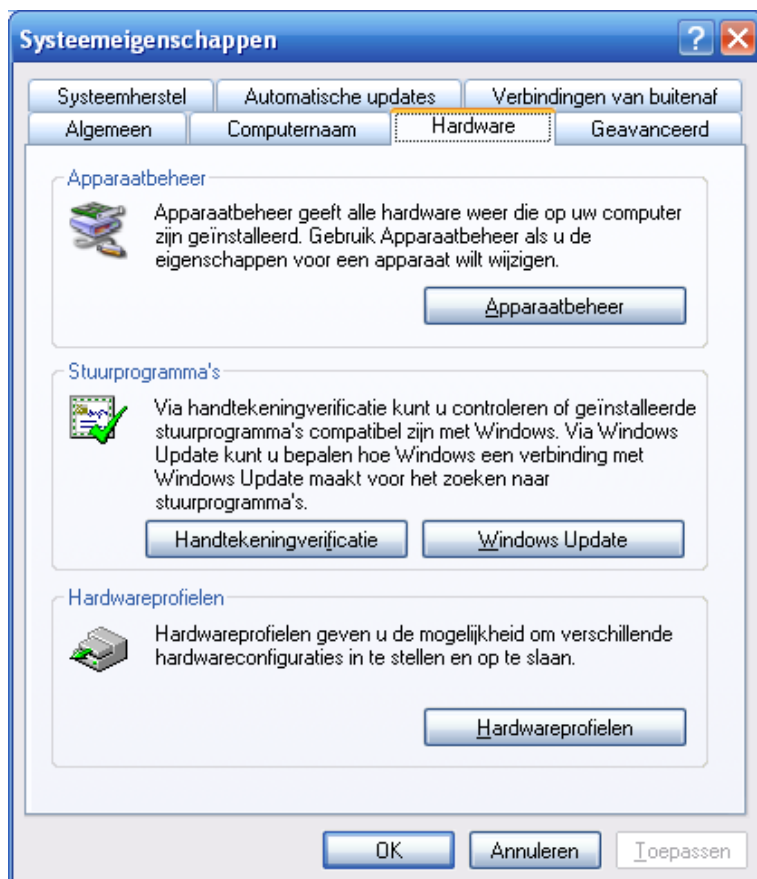 Systeemeigenschappen
Systeemherstel
Automatische updates
Verbindingen van buitenaf
Algemeen
Computernaam
Hardware
Geavanceerd
Apparaatbeheer
Apparaatbeheer geeft alle hardware weer die op uw computer
zijn geïnstalleerd. Gebruik Apparaatbeheer als u de
eigenschappen voor een apparaat wilt wijzigen.
Apparaatbeheer
Stuurprogramma's
Via handtekeningverificatie kunt u controleren of geïnstalleerde
stuurprogramma's compatibel zijn met Windows. Via Windows
Update kunt u bepalen hoe Windows een verbinding met
Windows Update maakt voor het zoeken naar
stuurprogramma's.
Handtekeningverificatie
Windows Update
Hardwareprofielen
Hardwareprofielen geven u de mogelijkheid om verschillende
hardwareconfiguraties in te stellen en op te slaan.
Hardwareprofielen
OK
Annuleren
Toepassen